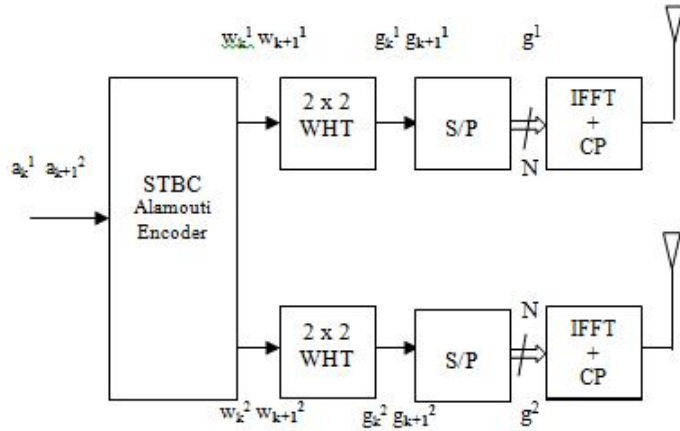 w_k^1 w_{k+1}^1
g_k^1 g_{k+1}^1
g^1
2 x 2
WHT
S/P
N
IFFT
+
CP
a_k^1 a_{k+1}^2
STBC
Alamouti
Encoder
2 x 2
WHT
S/P
N
IFFT
+
CP
w_k^2 w_{k+1}^2
g_k^2 g_{k+1}^2
g^2